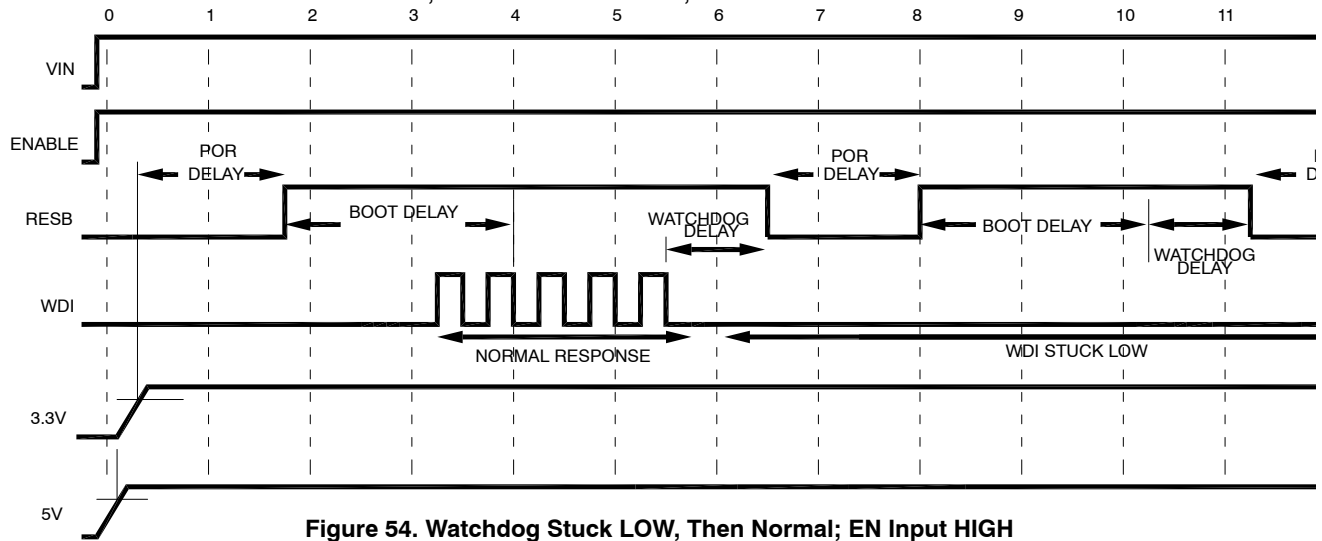 0 1 2 3 4 5 6 7 8 9 10 11
VIN
ENABLE
POR
DELAY
POR
DELAY
RESB
BOOT DELAY
WATCHDOG
DELAY
BOOT DELAY
WATCHDOG
DELAY
WDI
NORMAL RESPONSE
WDI STUCK LOW
3.3V
5V
Figure 54. Watchdog Stuck LOW, Then Normal; EN Input HIGH